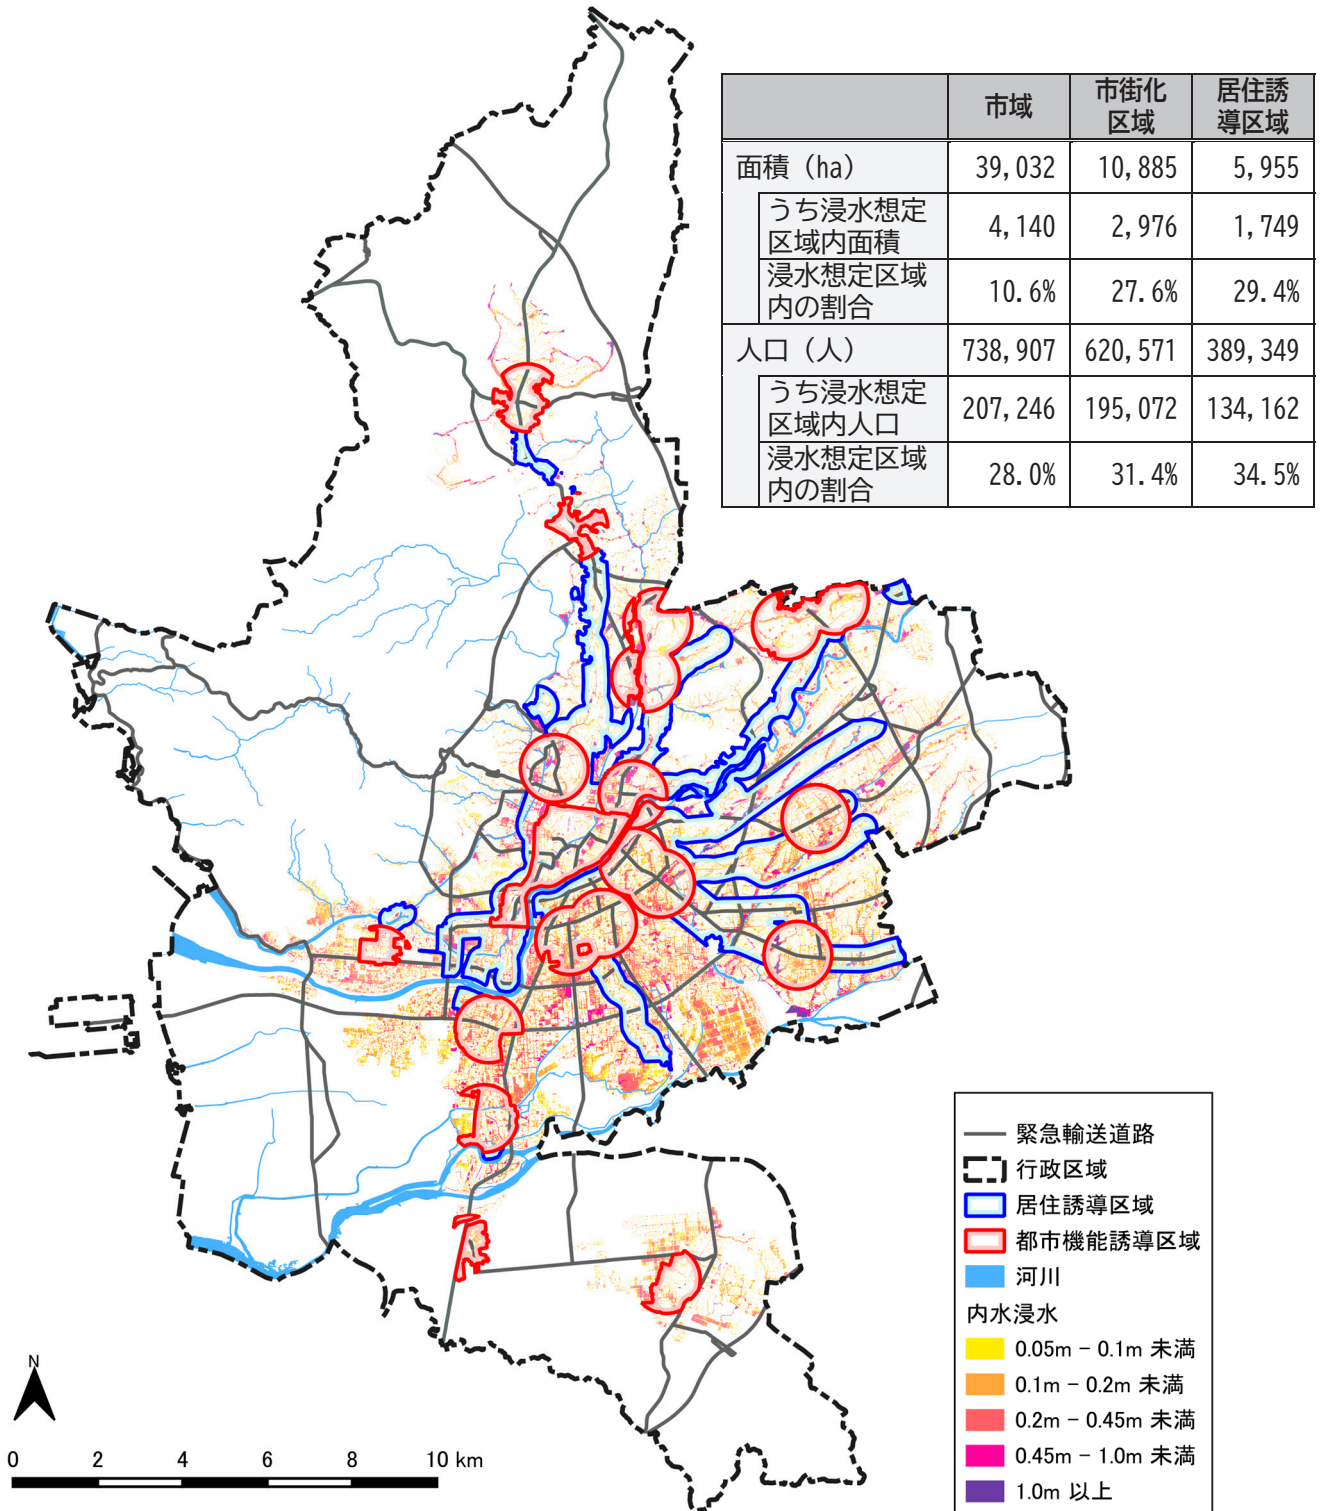 市域 市街化区域 居住誘導区域
面積（ha） 39,032 10,885 5,955
うち浸水想定区域内面積 4,140 2,976 1,749
浸水想定区域内の割合 10.6% 27.6% 29.4%
人口（人） 738,907 620,571 389,349
うち浸水想定区域内人口 207,246 195,072 134,162
浸水想定区域内の割合 28.0% 31.4% 34.5%
緊急輸送道路
行政区域
居住誘導区域
都市機能誘導区域
河川
内水浸水
0.05m − 0.1m 未満
0.1m − 0.2m 未満
0.2m − 0.45m 未満
0.45m − 1.0m 未満
1.0m 以上
N
0 2 4 6 8 10 km